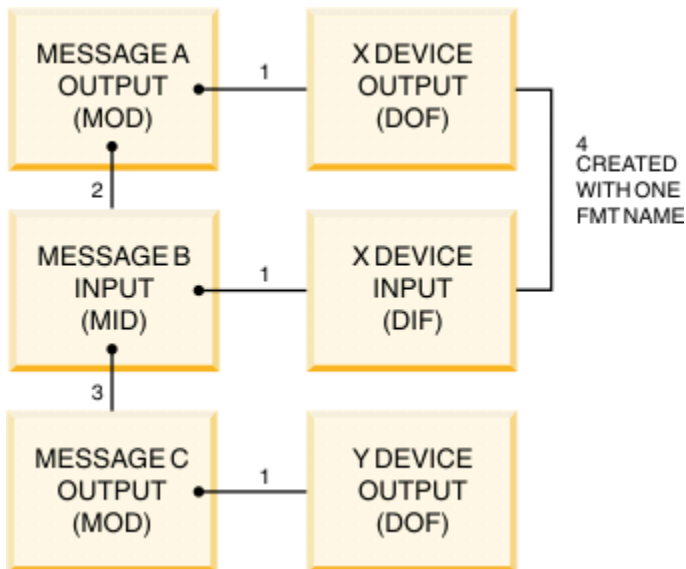 MESSAGE A
OUTPUT
(MOD)
1
X DEVICE
OUTPUT
(DOF)
4
CREATED
WITH ONE
FMT NAME
2
MESSAGE B
INPUT
(MID)
1
X DEVICE
INPUT
(DIF)
3
MESSAGE C
OUTPUT
(MOD)
1
Y DEVICE
OUTPUT
(DOF)